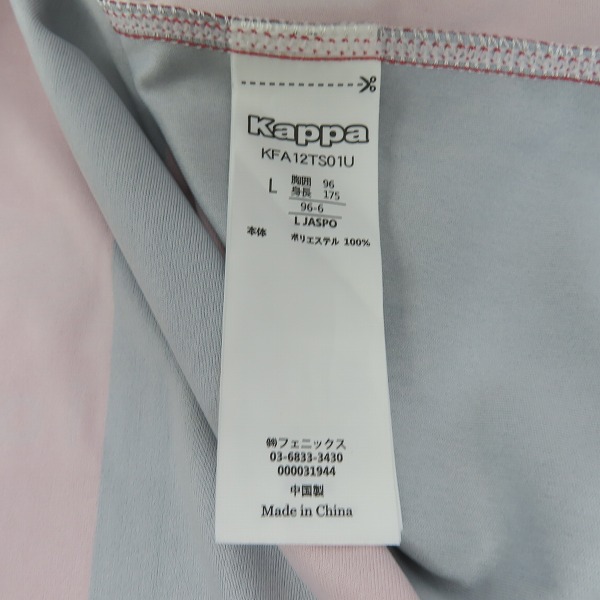 Kappa
KFA12TS01U
L 胸囲 96
身長 175
96-6
L JASPO
本体 ポリエステル 100%
㈱フェニックス
03-6833-3430
000031944
中国製
Made in China